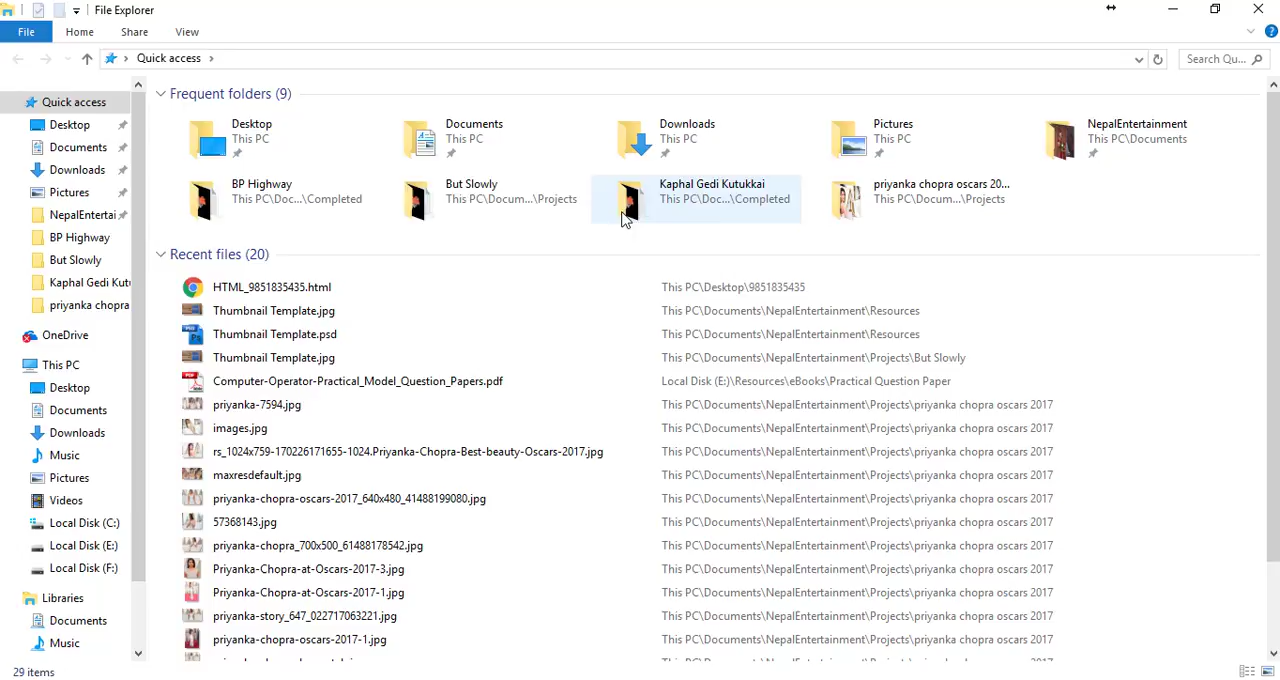 File Explorer
File Home Share View
Quick access
Search Qu...
Quick access
Desktop
Documents
Downloads
Pictures
NepalEntertai
BP Highway
But Slowly
Kaphal Gedi Kut
priyanka chopra
OneDrive
This PC
Desktop
Documents
Downloads
Music
Pictures
Videos
Local Disk (C:)
Local Disk (E:)
Local Disk (F:)
Libraries
Documents
Music
Frequent folders (9)
Desktop
This PC
Documents
This PC
Downloads
This PC
Pictures
This PC
NepalEntertainment
This PC\Documents
BP Highway
This PC\Doc...\Completed
But Slowly
This PC\Docum...\Projects
Kaphal Gedi Kutukkai
This PC\Doc...\Completed
priyanka chopra oscars 20...
This PC\Docum...\Projects
Recent files (20)
HTML_9851835435.html This PC\Desktop\9851835435
Thumbnail Template.jpg This PC\Documents\NepalEntertainment\Resources
Thumbnail Template.psd This PC\Documents\NepalEntertainment\Resources
Thumbnail Template.jpg This PC\Documents\NepalEntertainment\Projects\But Slowly
Computer-Operator-Practical_Model_Question_Papers.pdf Local Disk (E:)\Resources\eBooks\Practical Question Paper
priyanka-7594.jpg This PC\Documents\NepalEntertainment\Projects\priyanka chopra oscars 2017
images.jpg This PC\Documents\NepalEntertainment\Projects\priyanka chopra oscars 2017
rs_1024x759-170226171655-1024.Priyanka-Chopra-Best-beauty-Oscars-2017.jpg This PC\Documents\NepalEntertainment\Projects\priyanka chopra oscars 2017
maxresdefault.jpg This PC\Documents\NepalEntertainment\Projects\priyanka chopra oscars 2017
priyanka-chopra-oscars-2017_640x480_41488199080.jpg This PC\Documents\NepalEntertainment\Projects\priyanka chopra oscars 2017
57368143.jpg This PC\Documents\NepalEntertainment\Projects\priyanka chopra oscars 2017
priyanka-chopra_700x500_61488178542.jpg This PC\Documents\NepalEntertainment\Projects\priyanka chopra oscars 2017
Priyanka-Chopra-at-Oscars-2017-3.jpg This PC\Documents\NepalEntertainment\Projects\priyanka chopra oscars 2017
Priyanka-Chopra-at-Oscars-2017-1.jpg This PC\Documents\NepalEntertainment\Projects\priyanka chopra oscars 2017
priyanka-story_647_022717063221.jpg This PC\Documents\NepalEntertainment\Projects\priyanka chopra oscars 2017
priyanka-chopra-oscars-2017-1.jpg This PC\Documents\NepalEntertainment\Projects\priyanka chopra oscars 2017
29 items